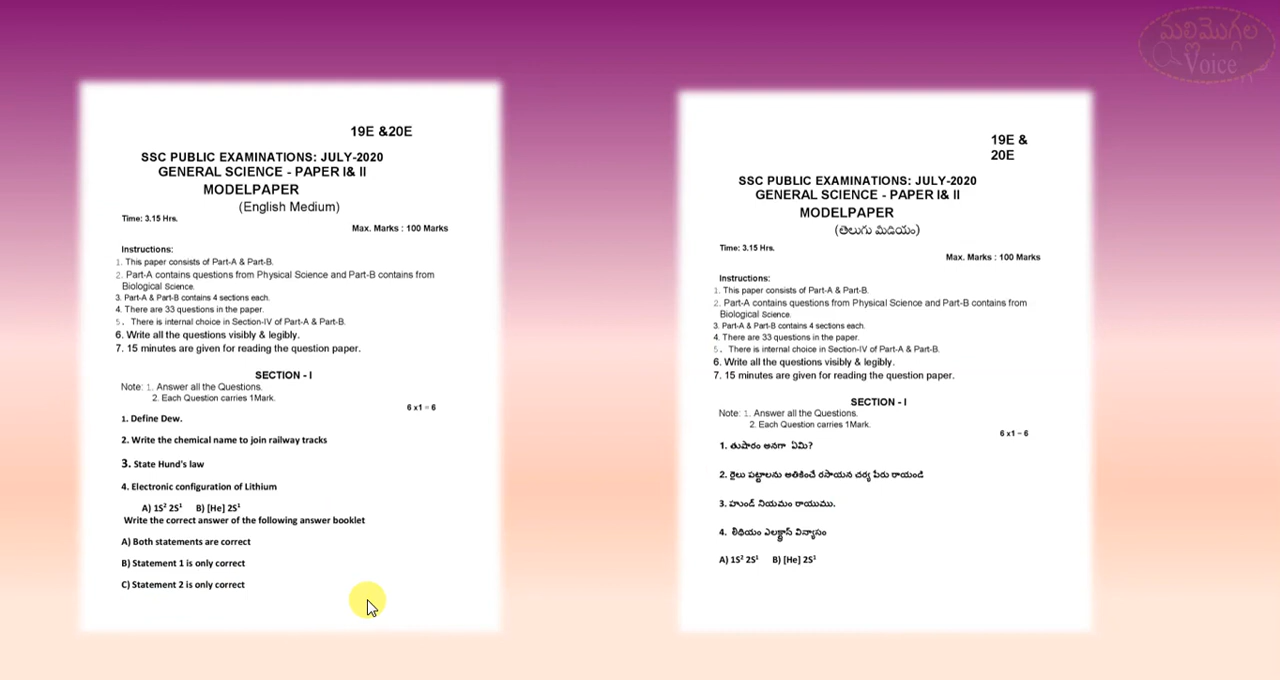 మలిమొగ్గల
Voice
19E &20E
SSC PUBLIC EXAMINATIONS: JULY-2020
GENERAL SCIENCE - PAPER I& II
MODELPAPER
(English Medium)
Time: 3.15 Hrs.
Max. Marks : 100 Marks
Instructions:
1. This paper consists of Part-A & Part-B.
2. Part-A contains questions from Physical Science and Part-B contains from
Biological Science.
3. Part-A & Part-B contains 4 sections each.
4. There are 33 questions in the paper.
5. There is internal choice in Section-IV of Part-A & Part-B.
6. Write all the questions visibly & legibly.
7. 15 minutes are given for reading the question paper.
SECTION - I
Note: 1. Answer all the Questions.
2. Each Question carries 1Mark.
6 x1 = 6
1. Define Dew.
2. Write the chemical name to join railway tracks
3. State Hund's law
4. Electronic configuration of Lithium
A) 1S² 2S¹ B) [He] 2S¹
Write the correct answer of the following answer booklet
A) Both statements are correct
B) Statement 1 is only correct
C) Statement 2 is only correct
19E &
20E
SSC PUBLIC EXAMINATIONS: JULY-2020
GENERAL SCIENCE - PAPER I& II
MODELPAPER
(తెలుగు మీడియం)
Time: 3.15 Hrs.
Max. Marks : 100 Marks
Instructions:
1. This paper consists of Part-A & Part-B.
2. Part-A contains questions from Physical Science and Part-B contains from
Biological Science.
3. Part-A & Part-B contains 4 sections each.
4. There are 33 questions in the paper.
5. There is internal choice in Section-IV of Part-A & Part-B.
6. Write all the questions visibly & legibly.
7. 15 minutes are given for reading the question paper.
SECTION - I
Note: 1. Answer all the Questions.
2. Each Question carries 1Mark.
6 x1 = 6
1. తుషారం అనగా ఏమి?
2. రైలు పట్టాలను అతికించే రసాయన చర్య పేరు రాయండి
3. హుండ్ నియమం రాయుము.
4. లిథియం ఎలక్ట్రాన్ విన్యాసం
A) 1S² 2S¹ B) [He] 2S¹